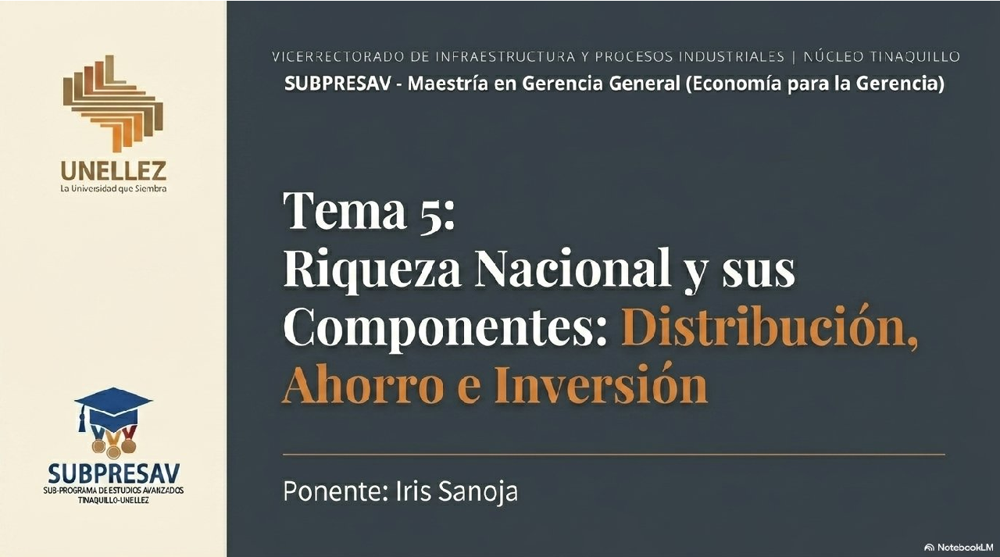 VICERRECTORADO DE INFRAESTRUCTURA Y PROCESOS INDUSTRIALES | NÚCLEO TINAQUILLO
SUBPRESAV - Maestría en Gerencia General (Economía para la Gerencia)
UNELLEZ
La Universidad que Siembra
Tema 5:
Riqueza Nacional y sus
Componentes: Distribución,
Ahorro e Inversión
SUBPRESAV
SUB-PROGRAMA DE ESTUDIOS AVANZADOS
TINAQUILLO-UNELLEZ
Ponente: Iris Sanoja
NotebookLM